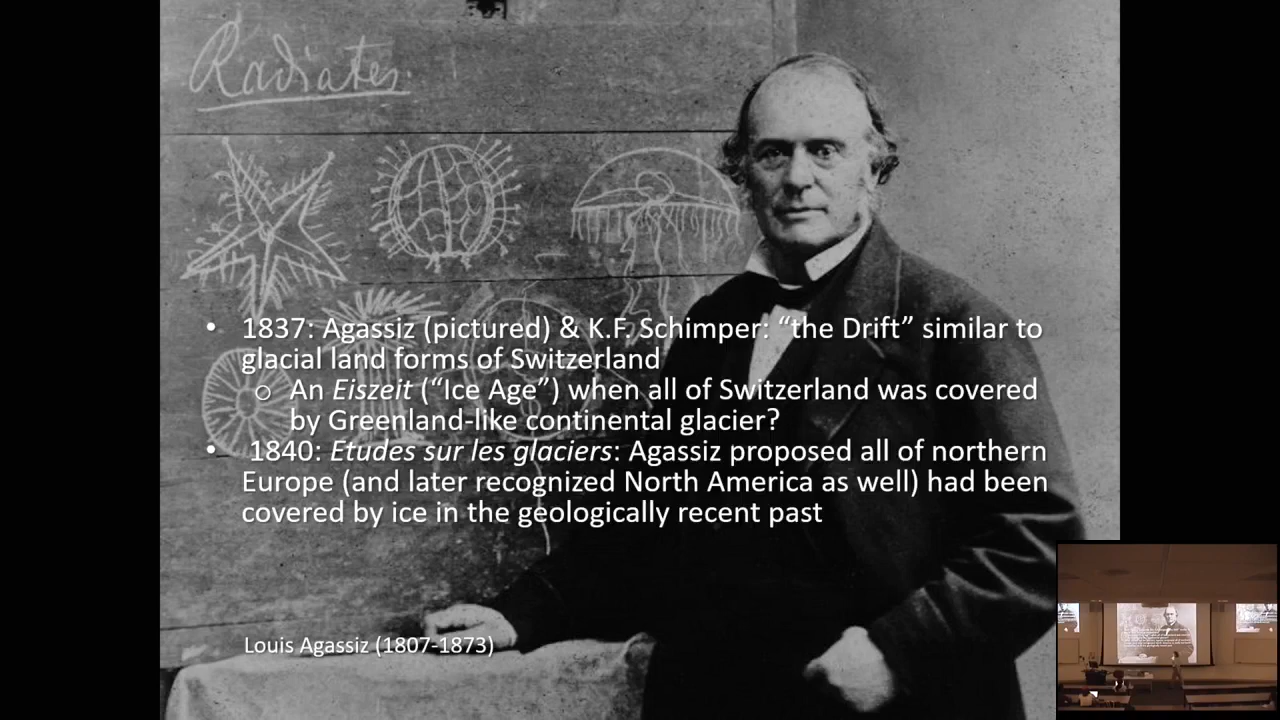 Radiates.
• 1837: Agassiz (pictured) & K.F. Schimper: “the Drift” similar to
glacial land forms of Switzerland
o An Eiszeit (“Ice Age”) when all of Switzerland was covered
by Greenland-like continental glacier?
• 1840: Etudes sur les glaciers: Agassiz proposed all of northern
Europe (and later recognized North America as well) had been
covered by ice in the geologically recent past
Louis Agassiz (1807-1873)